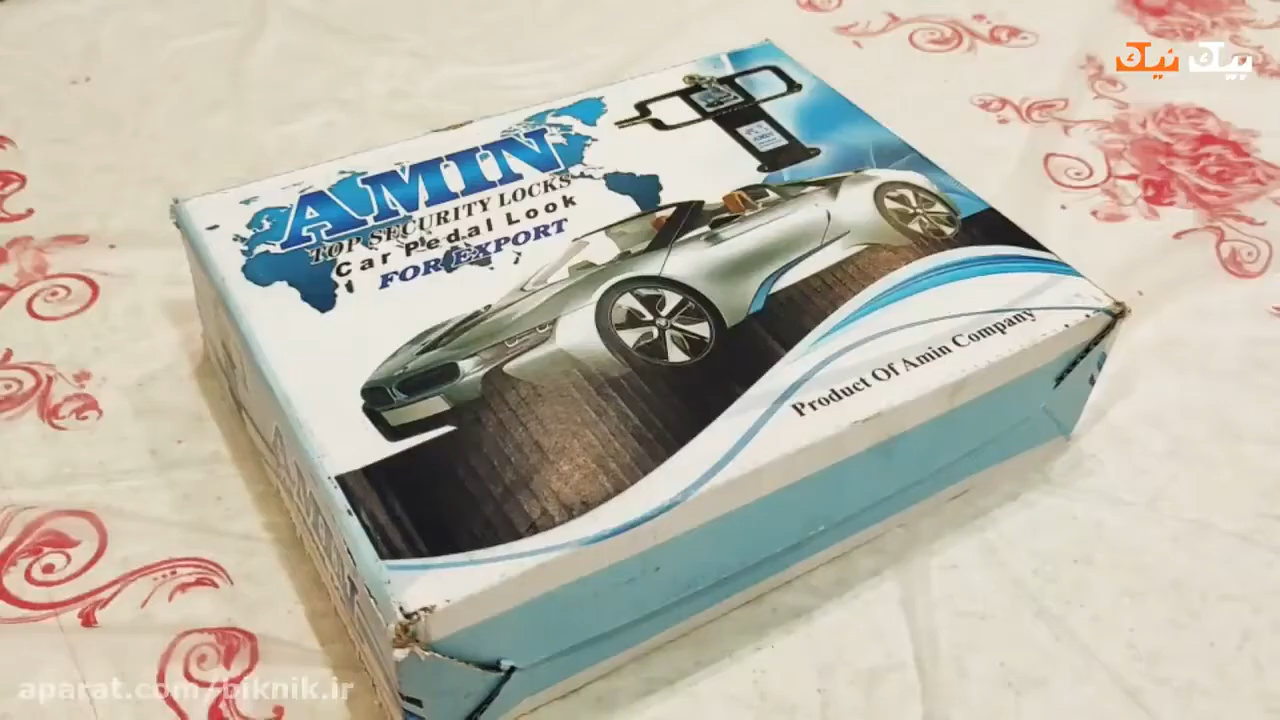 بیک نیک
AMIN
TOP SECURITY LOCKS
Car Pedal Look
FOR EXPORT
Product Of Amin Company
aparat.com/biknik.ir